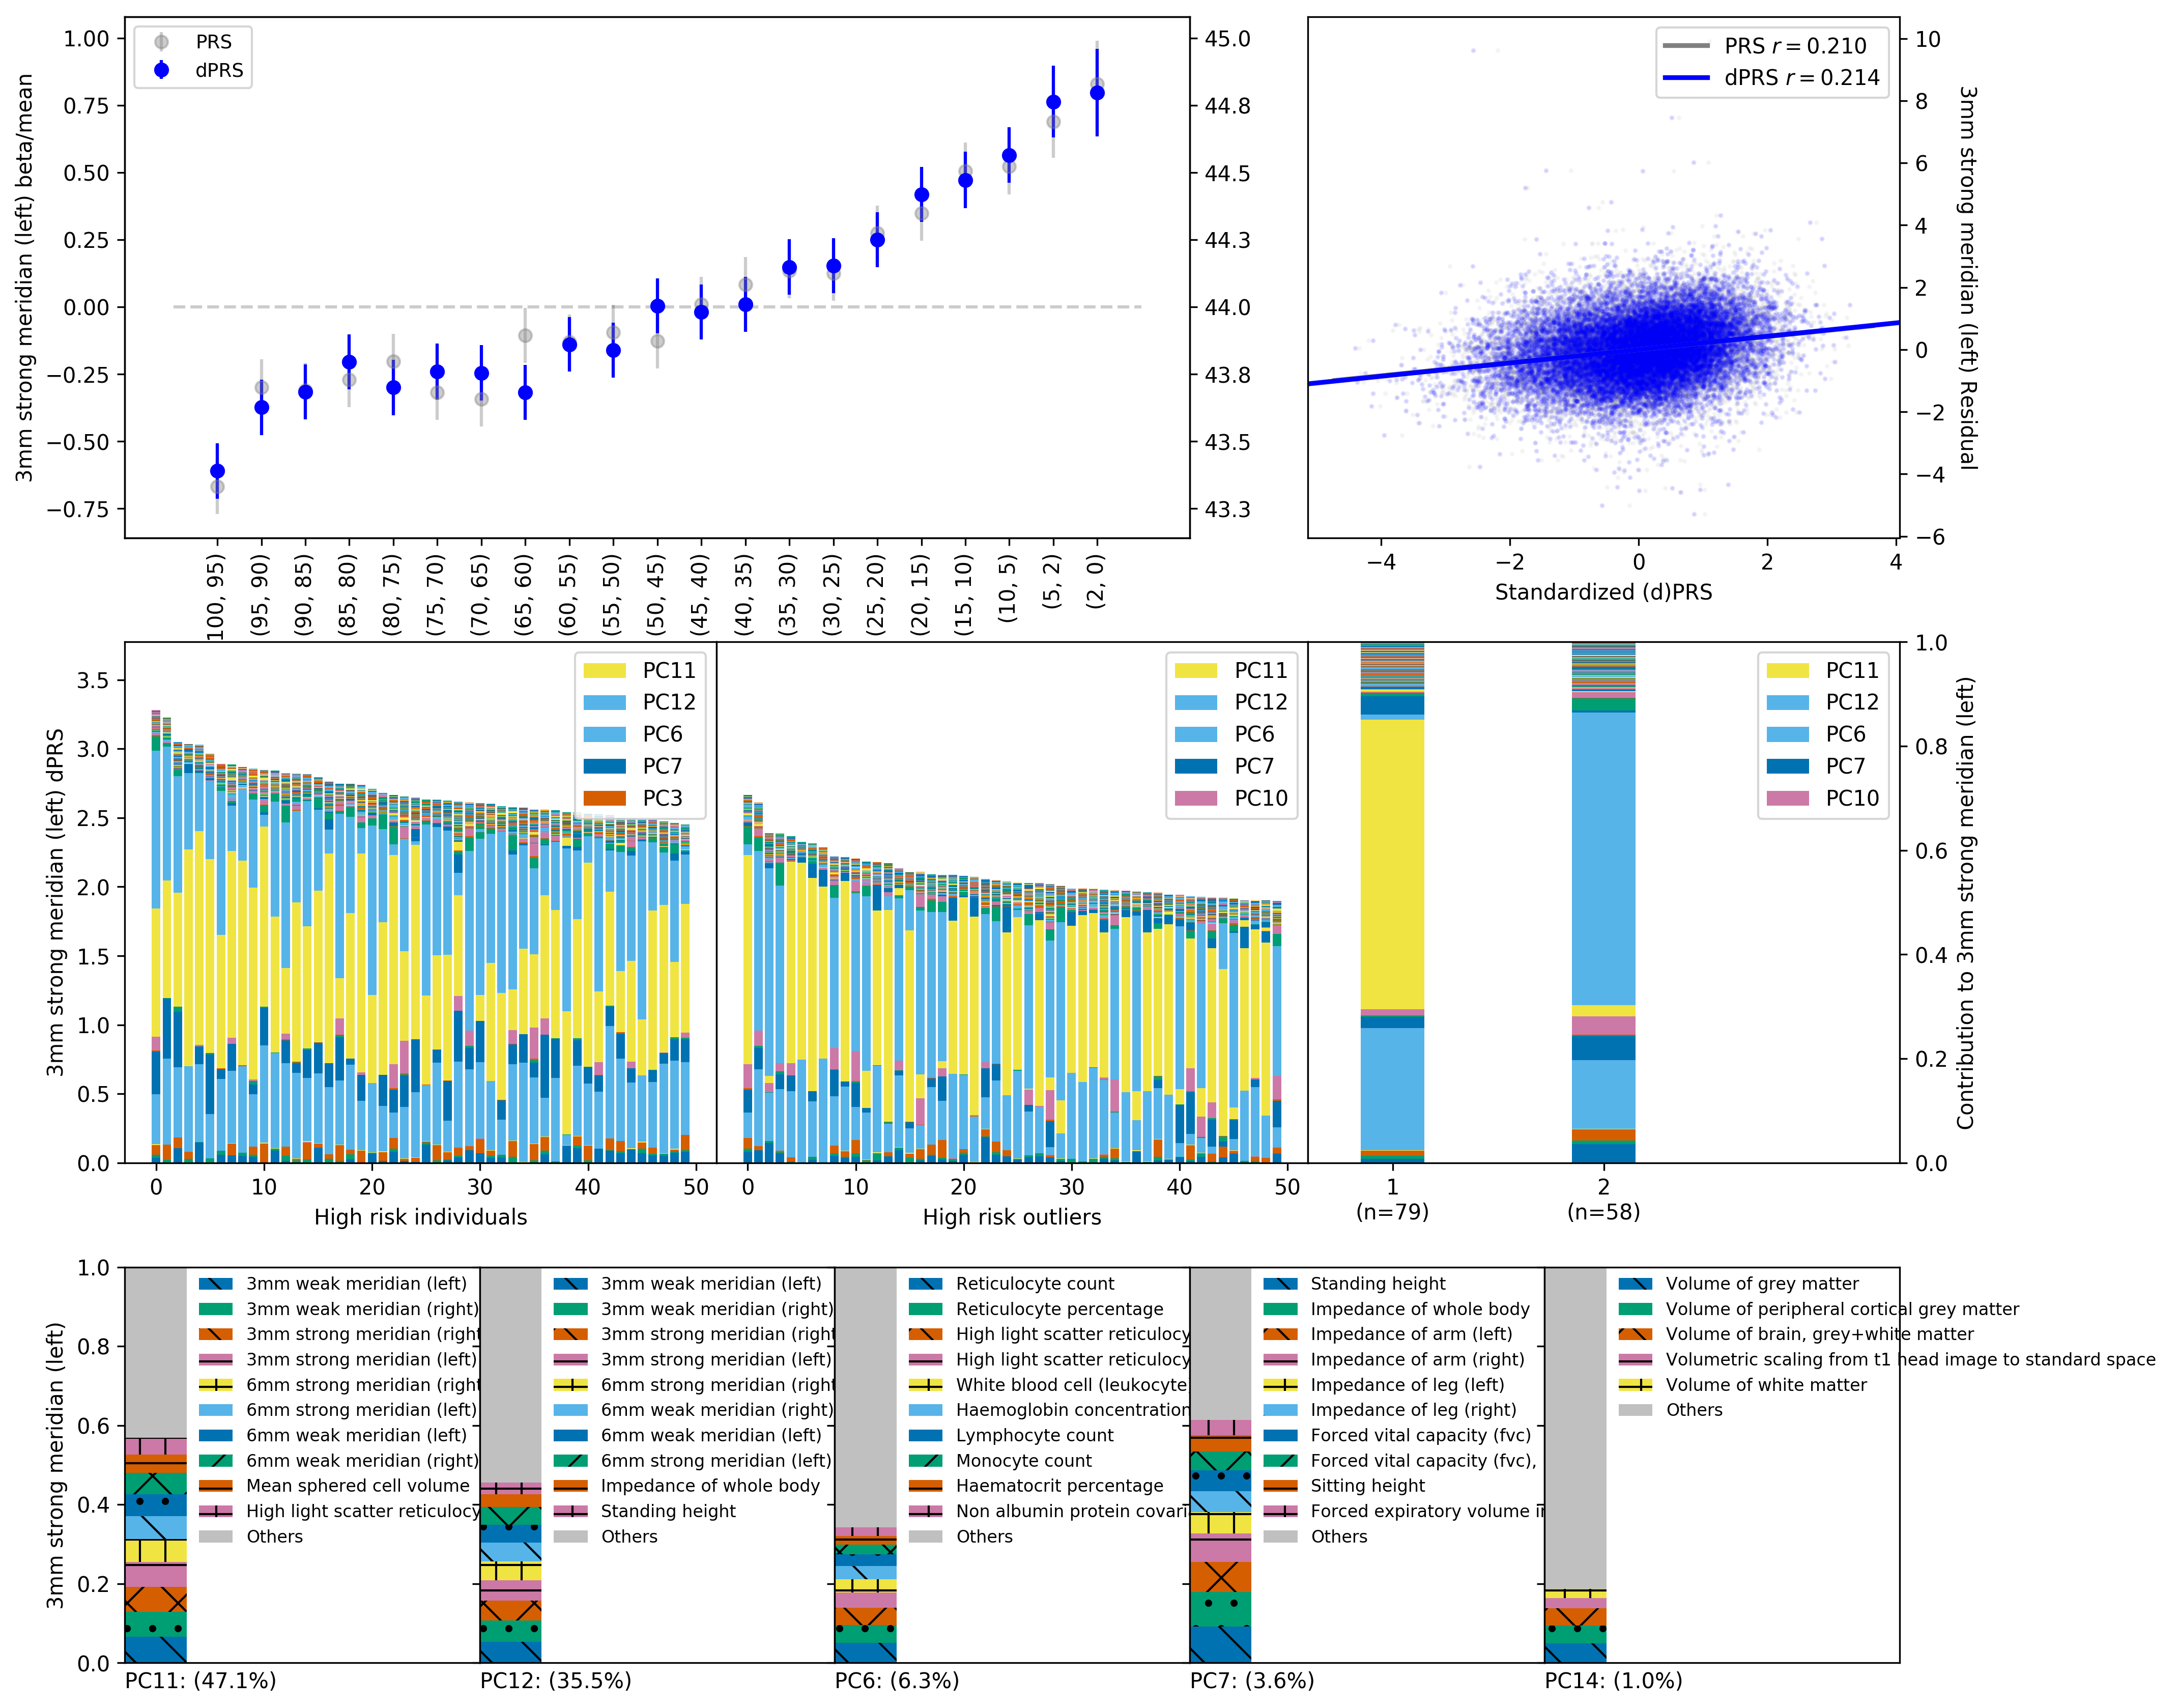 1.00
0.75
0.50
0.25
0.00
−0.25
−0.50
−0.75
3mm strong meridian (left) beta/mean
PRS
dPRS
45.0
44.8
44.5
44.3
44.0
43.8
43.5
43.3
100, 95)
(95, 90)
(90, 85)
(85, 80)
(80, 75)
(75, 70)
(70, 65)
(65, 60)
(60, 55)
(55, 50)
(50, 45)
(45, 40)
(40, 35)
(35, 30)
(30, 25)
(25, 20)
(20, 15)
(15, 10)
(10, 5)
(5, 2)
(2, 0)
PRS r = 0.210
dPRS r = 0.214
10
8
6
4
2
0
−2
−4
−6
3mm strong meridian (left) Residual
−4
−2
0
2
4
Standardized (d)PRS
3.5
3.0
2.5
2.0
1.5
1.0
0.5
0.0
3mm strong meridian (left) dPRS
PC11
PC12
PC6
PC7
PC3
0
10
20
30
40
50
High risk individuals
PC11
PC12
PC6
PC7
PC10
0
10
20
30
40
50
High risk outliers
PC11
PC12
PC6
PC7
PC10
1
(n=79)
2
(n=58)
1.0
0.8
0.6
0.4
0.2
0.0
Contribution to 3mm strong meridian (left)
1.0
0.8
0.6
0.4
0.2
0.0
3mm strong meridian (left)
3mm weak meridian (left)
3mm weak meridian (right)
3mm strong meridian (right
3mm strong meridian (left)
6mm strong meridian (right
6mm strong meridian (left)
6mm weak meridian (left)
6mm weak meridian (right)
Mean sphered cell volume
High light scatter reticulocy
Others
PC11: (47.1%)
3mm weak meridian (left)
3mm weak meridian (right)
3mm strong meridian (right
3mm strong meridian (left)
6mm strong meridian (right
6mm weak meridian (right)
6mm weak meridian (left)
6mm strong meridian (left)
Impedance of whole body
Standing height
Others
PC12: (35.5%)
Reticulocyte count
Reticulocyte percentage
High light scatter reticulocy
High light scatter reticulocy
White blood cell (leukocyte
Haemoglobin concentration
Lymphocyte count
Monocyte count
Haematocrit percentage
Non albumin protein covari
Others
PC6: (6.3%)
Standing height
Impedance of whole body
Impedance of arm (left)
Impedance of arm (right)
Impedance of leg (left)
Impedance of leg (right)
Forced vital capacity (fvc)
Forced vital capacity (fvc),
Sitting height
Forced expiratory volume in
Others
PC7: (3.6%)
Volume of grey matter
Volume of peripheral cortical grey matter
Volume of brain, grey+white matter
Volumetric scaling from t1 head image to standard space
Volume of white matter
Others
PC14: (1.0%)